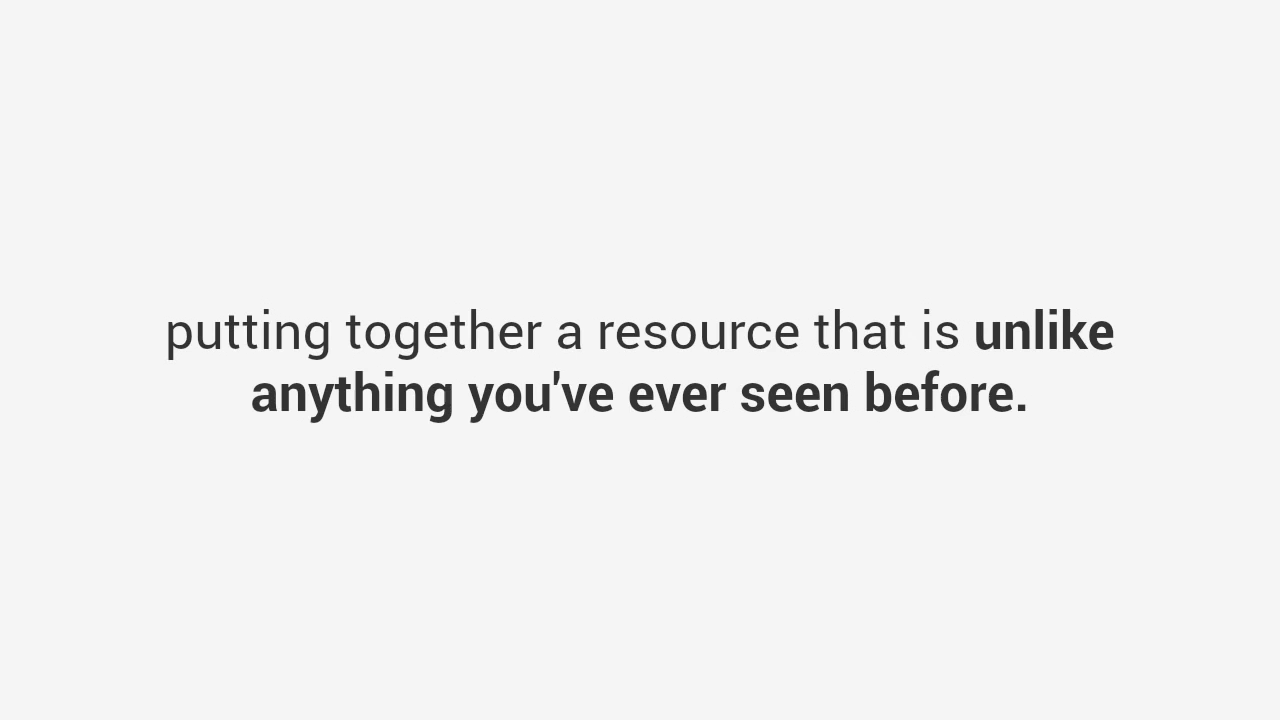 putting together a resource that is unlike
anything you've ever seen before.